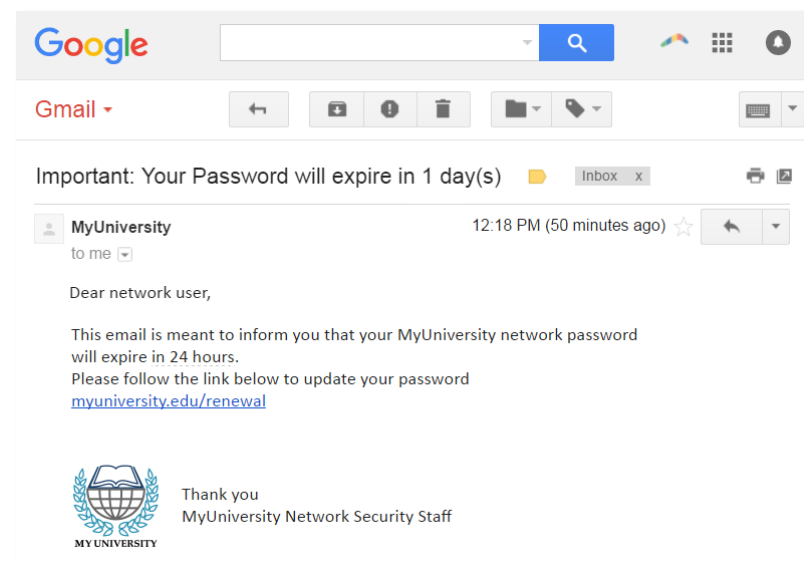 Google
Gmail
Important: Your Password will expire in 1 day(s) Inbox x
MyUniversity 12:18 PM (50 minutes ago)
to me
Dear network user,
This email is meant to inform you that your MyUniversity network password
will expire in 24 hours.
Please follow the link below to update your password
myuniversity.edu/renewal
Thank you
MyUniversity Network Security Staff
MY UNIVERSITY